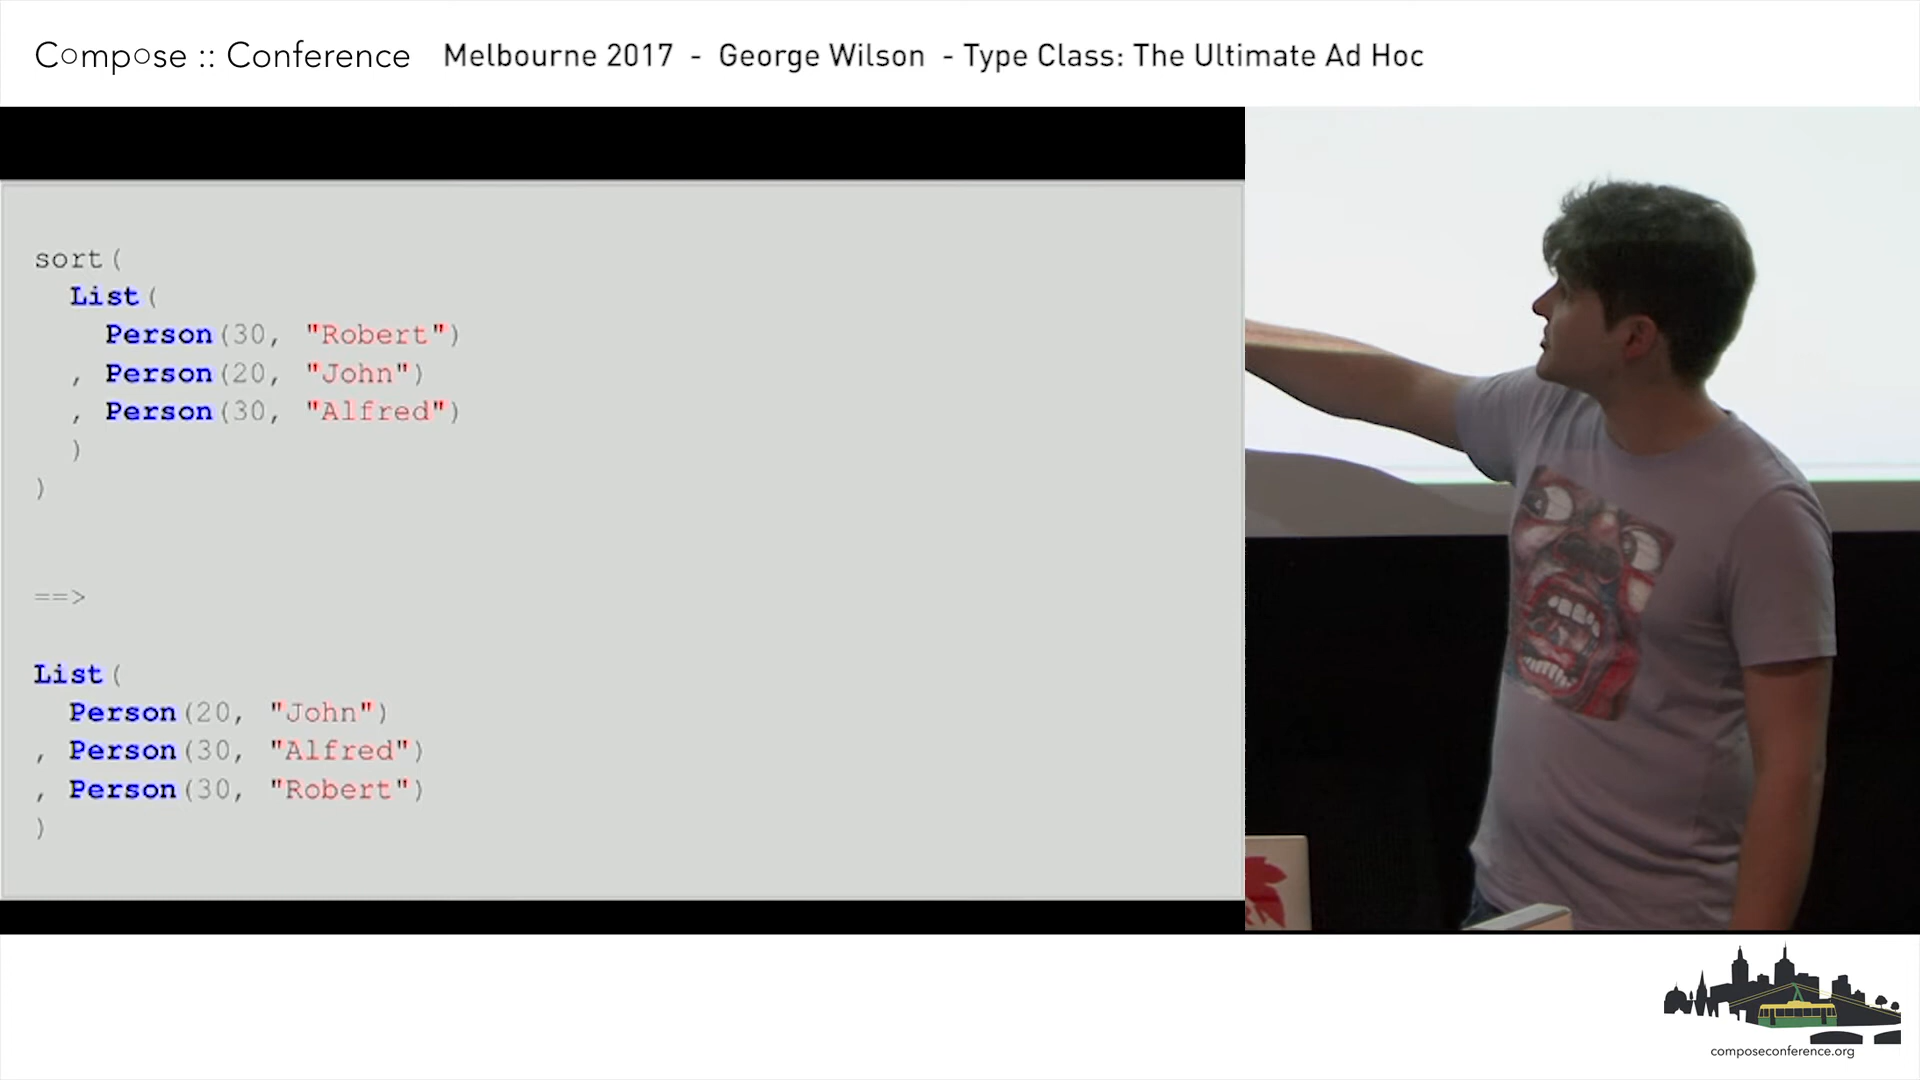 Compose :: Conference Melbourne 2017 - George Wilson - Type Class: The Ultimate Ad Hoc
sort(
List(
Person(30, "Robert")
, Person(20, "John")
, Person(30, "Alfred")
)
)
==>
List(
Person(20, "John")
, Person(30, "Alfred")
, Person(30, "Robert")
)
composeconference.org